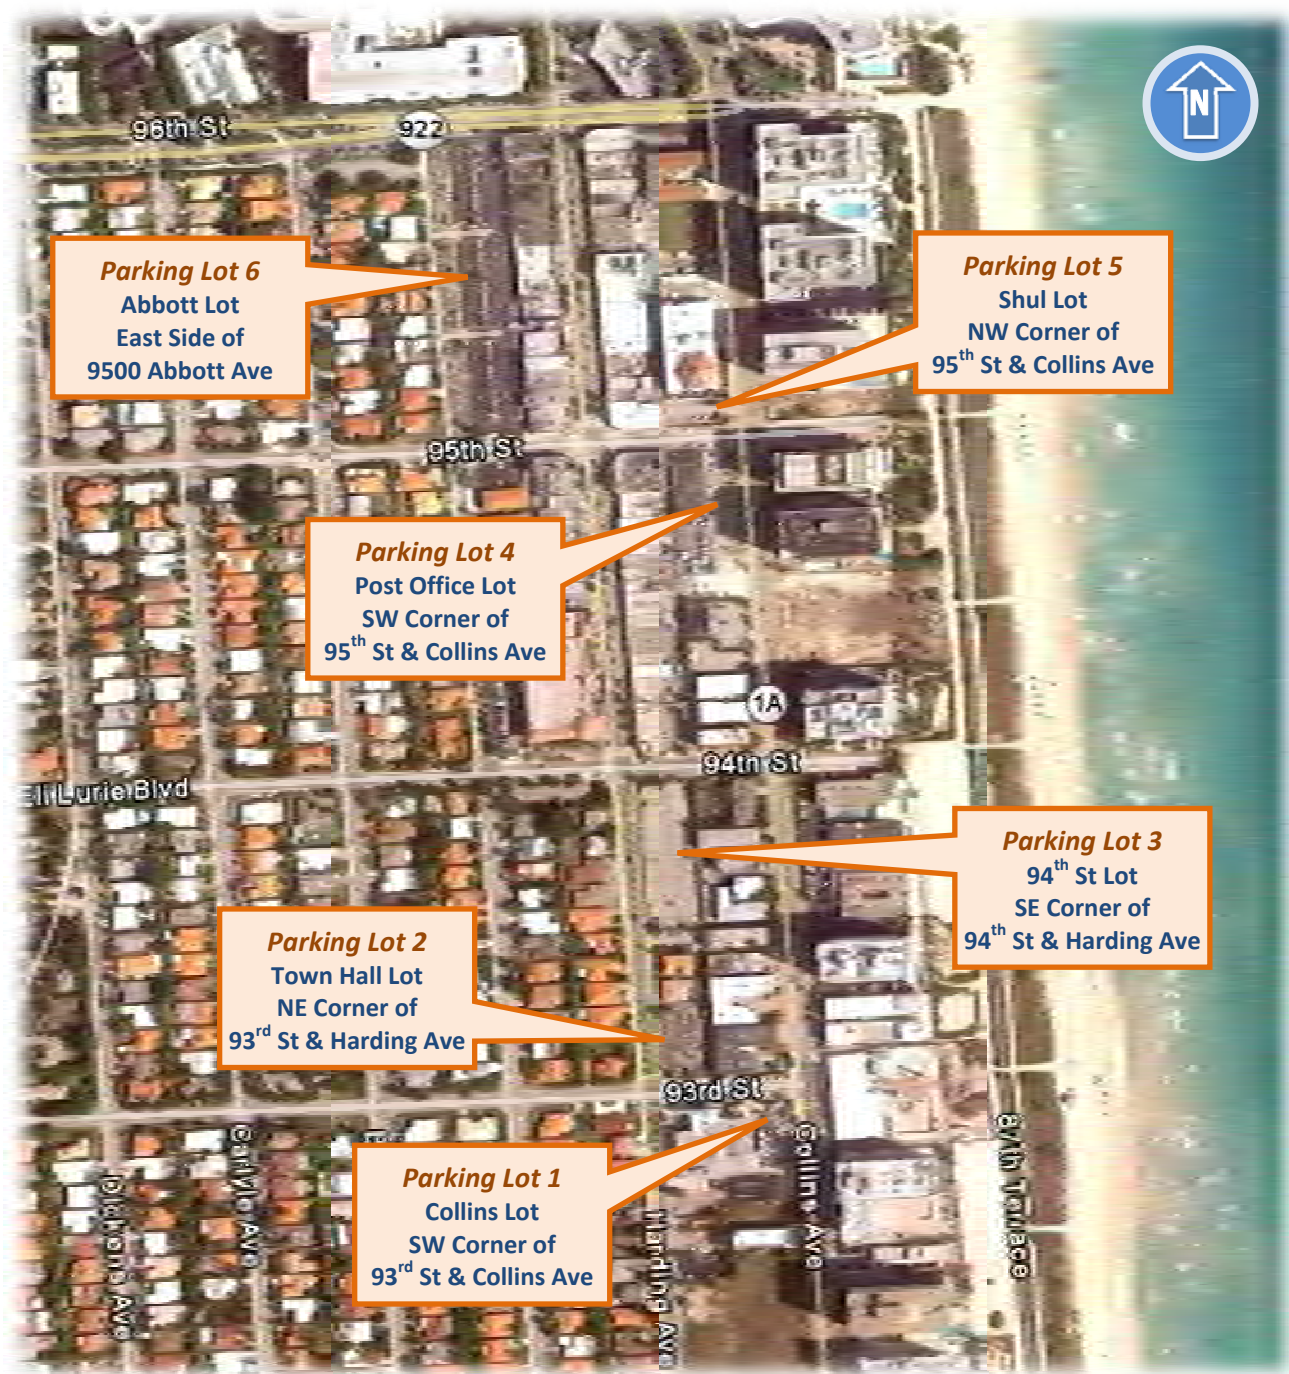 N
96th St
922
Parking Lot 6
Abbott Lot
East Side of
9500 Abbott Ave
Parking Lot 5
Shul Lot
NW Corner of
95th St & Collins Ave
95th St
Parking Lot 4
Post Office Lot
SW Corner of
95th St & Collins Ave
1A
94th St
Eli Lurie Blvd
Parking Lot 3
94th St Lot
SE Corner of
94th St & Harding Ave
Parking Lot 2
Town Hall Lot
NE Corner of
93rd St & Harding Ave
93rd St
Parking Lot 1
Collins Lot
SW Corner of
93rd St & Collins Ave
Dickens Ave
Carlyle Ave
Harding Ave
Collins Ave
Terrace